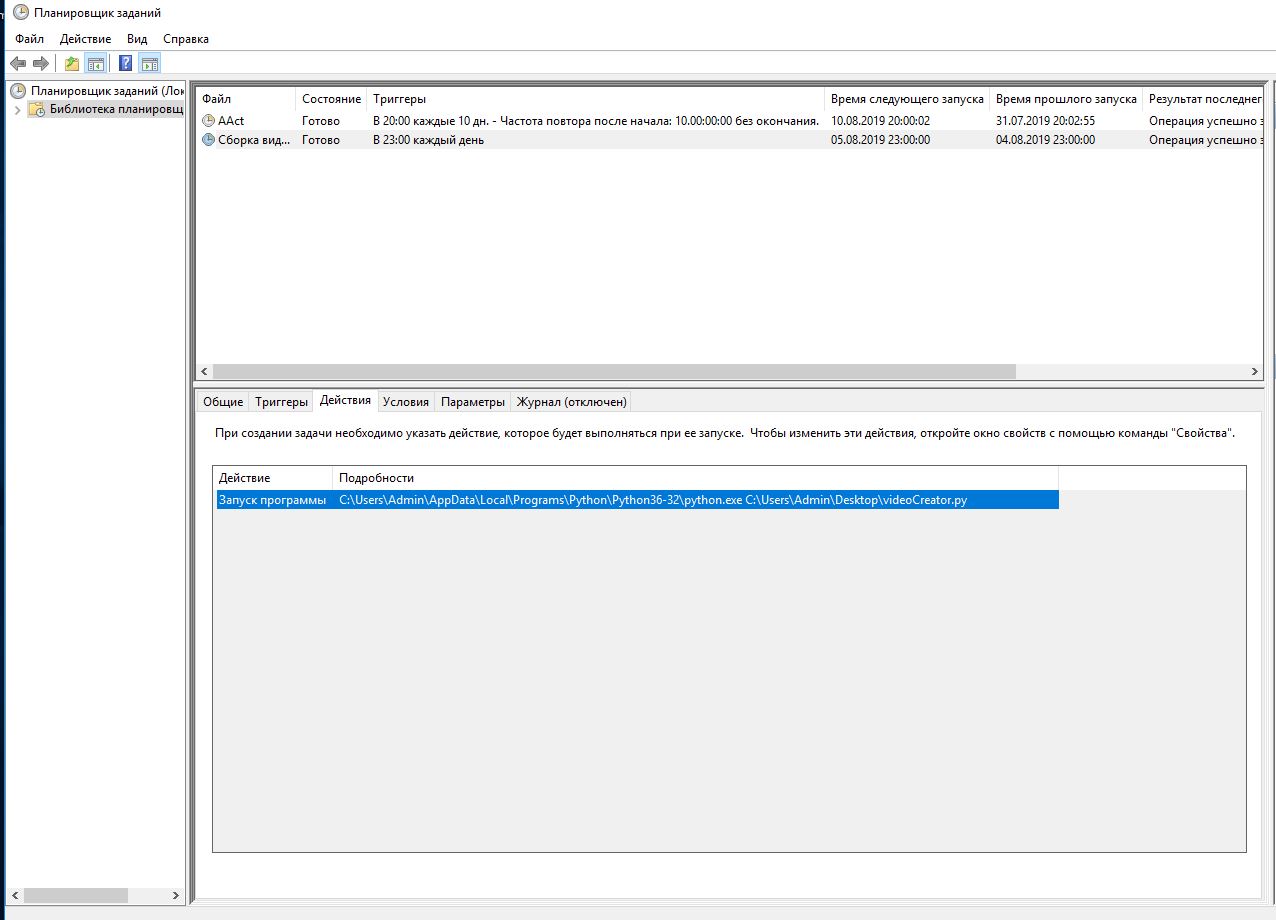 Планировщик заданий
Файл Действие Вид Справка
Планировщик заданий (Лок
Библиотека планировщ
Файл Состояние Триггеры Время следующего запуска Время прошлого запуска Результат последнег
AAct Готово В 20:00 каждые 10 дн. - Частота повтора после начала: 10.00:00:00 без окончания. 10.08.2019 20:00:02 31.07.2019 20:02:55 Операция успешно з
Сборка вид... Готово В 23:00 каждый день 05.08.2019 23:00:00 04.08.2019 23:00:00 Операция успешно з
Общие Триггеры Действия Условия Параметры Журнал (отключен)
При создании задачи необходимо указать действие, которое будет выполняться при ее запуске. Чтобы изменить эти действия, откройте окно свойств с помощью команды "Свойства".
Действие Подробности
Запуск программы C:\Users\Admin\AppData\Local\Programs\Python\Python36-32\python.exe C:\Users\Admin\Desktop\videoCreator.py